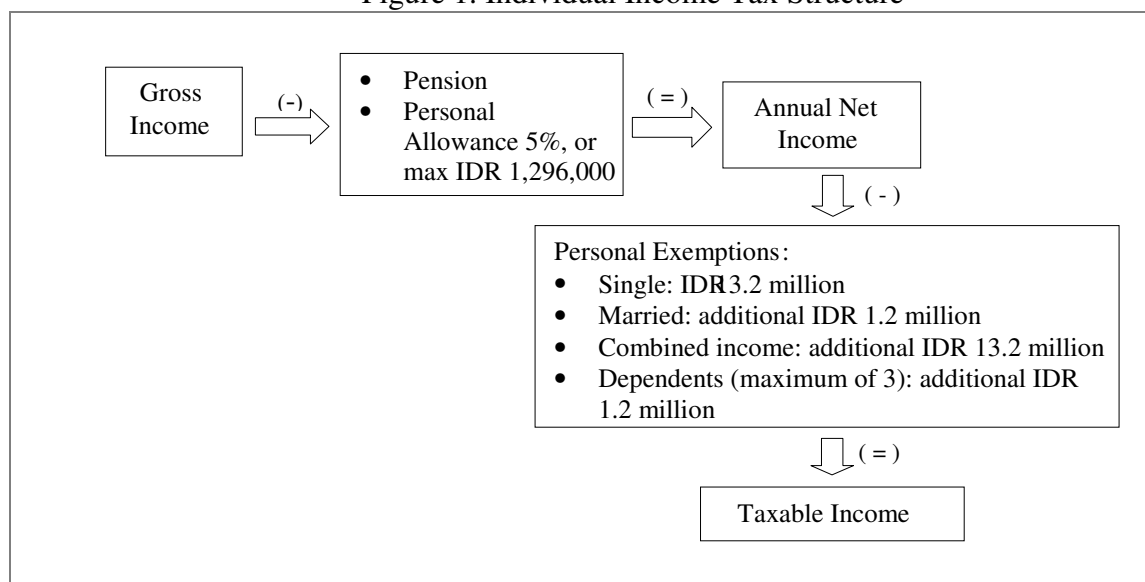 Figure 1. Individual Income Tax Structure
Gross
Income
(-)
• Pension
• Personal
Allowance 5%, or
max IDR 1,296,000
( = )
Annual Net
Income
( - )
Personal Exemptions:
• Single: IDR13.2 million
• Married: additional IDR 1.2 million
• Combined income: additional IDR 13.2 million
• Dependents (maximum of 3): additional IDR
1.2 million
( = )
Taxable Income